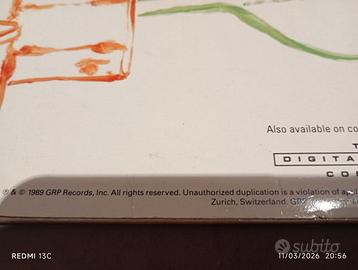 Also available on co
T
DIGITA
CO
℗ & © 1989 GRP Records, Inc. All rights reserved. Unauthorized duplication is a violation of
Zurich, Switzerland.
REDMI 13C
11/03/2026 20:56
subito